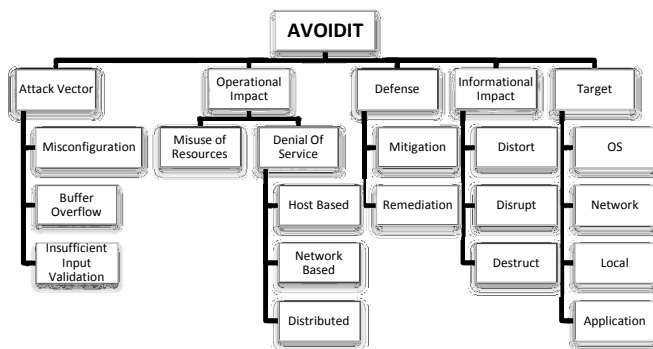 AVOIDIT
Attack Vector
Misconfiguration
Buffer
Overflow
Insufficient
Input
Validation
Operational
Impact
Misuse of
Resources
Denial Of
Service
Host Based
Network
Based
Distributed
Defense
Mitigation
Remediation
Informational
Impact
Distort
Disrupt
Destruct
Target
OS
Network
Local
Application